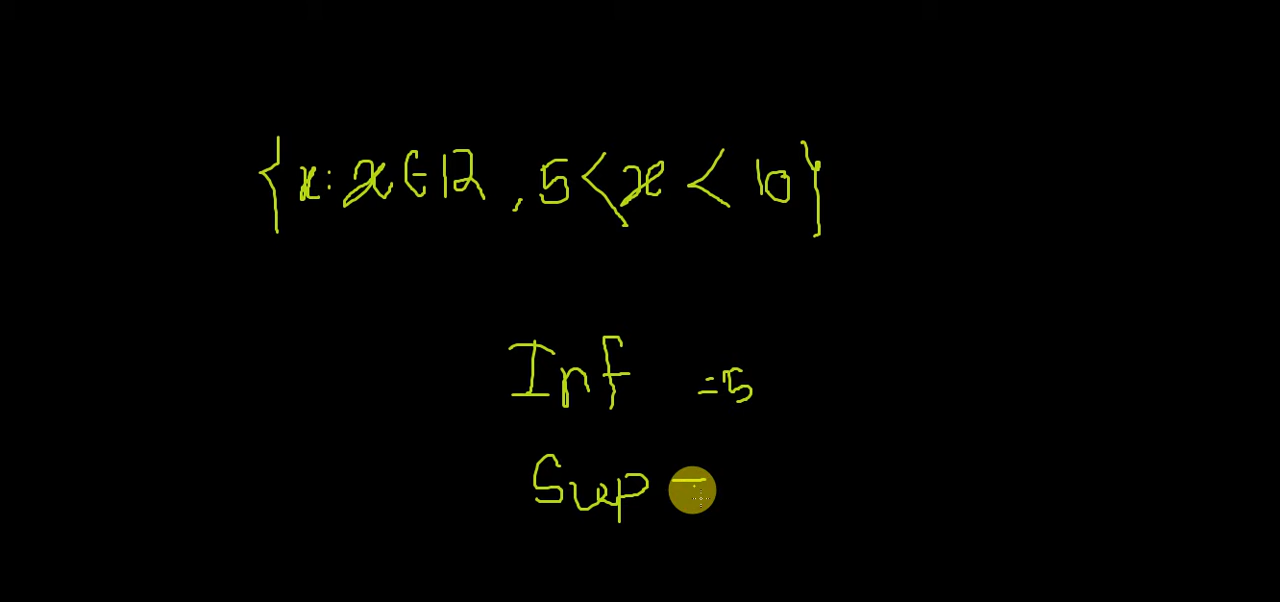 {x: x∈ℝ, 5<x<10}
Inf =5
Sup =